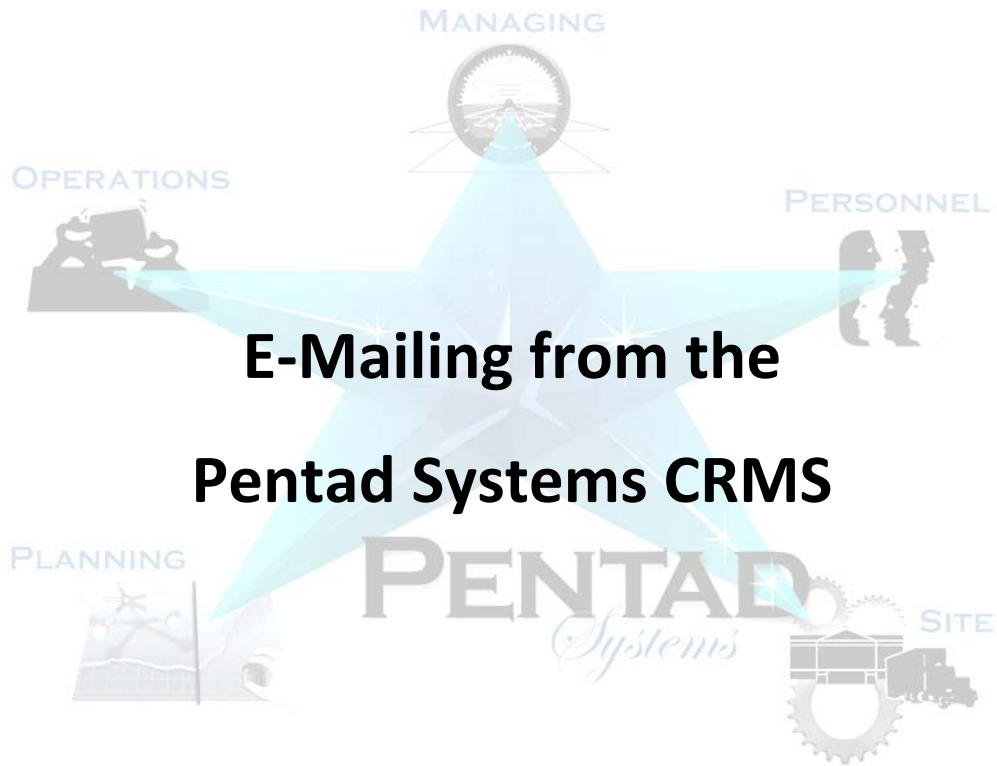 MANAGING
OPERATIONS
PERSONNEL
E-Mailing from the
Pentad Systems CRMS
PLANNING
PENTAD
Systems
SITE